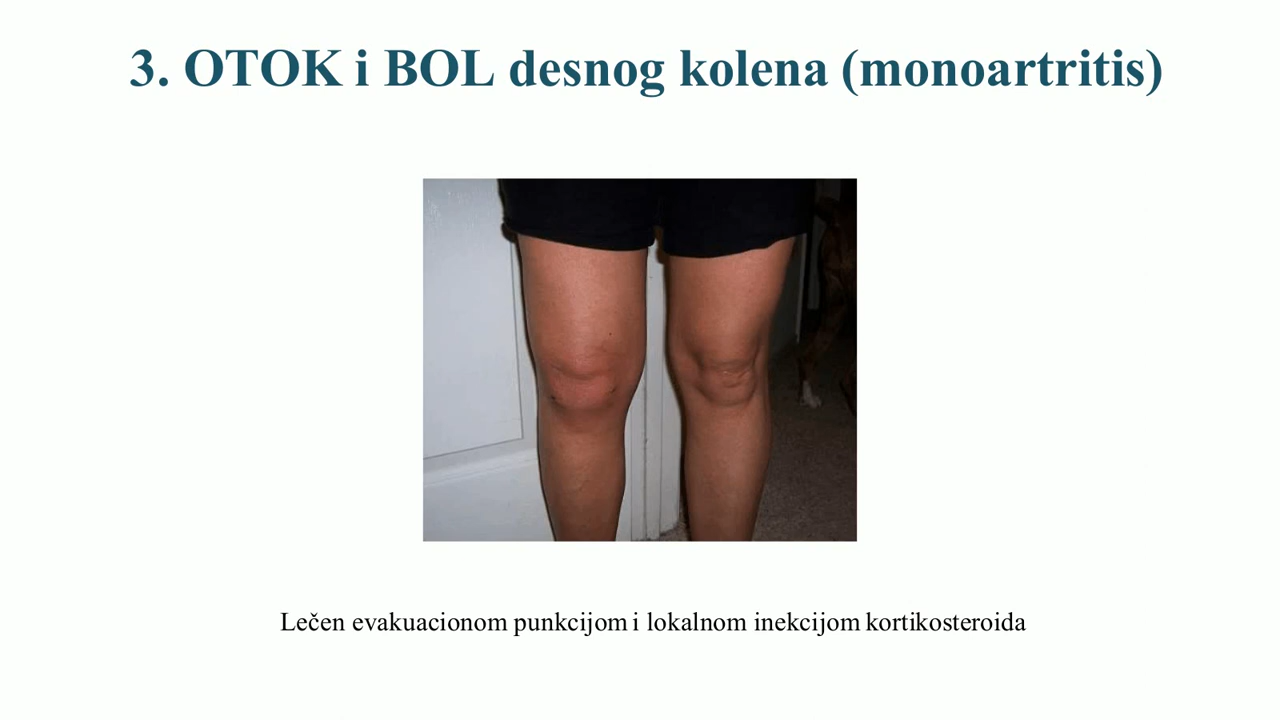 3. OTOK i BOL desnog kolena (monoartritis)
Lečen evakuacionom punkcijom i lokalnom inekcijom kortikosteroida